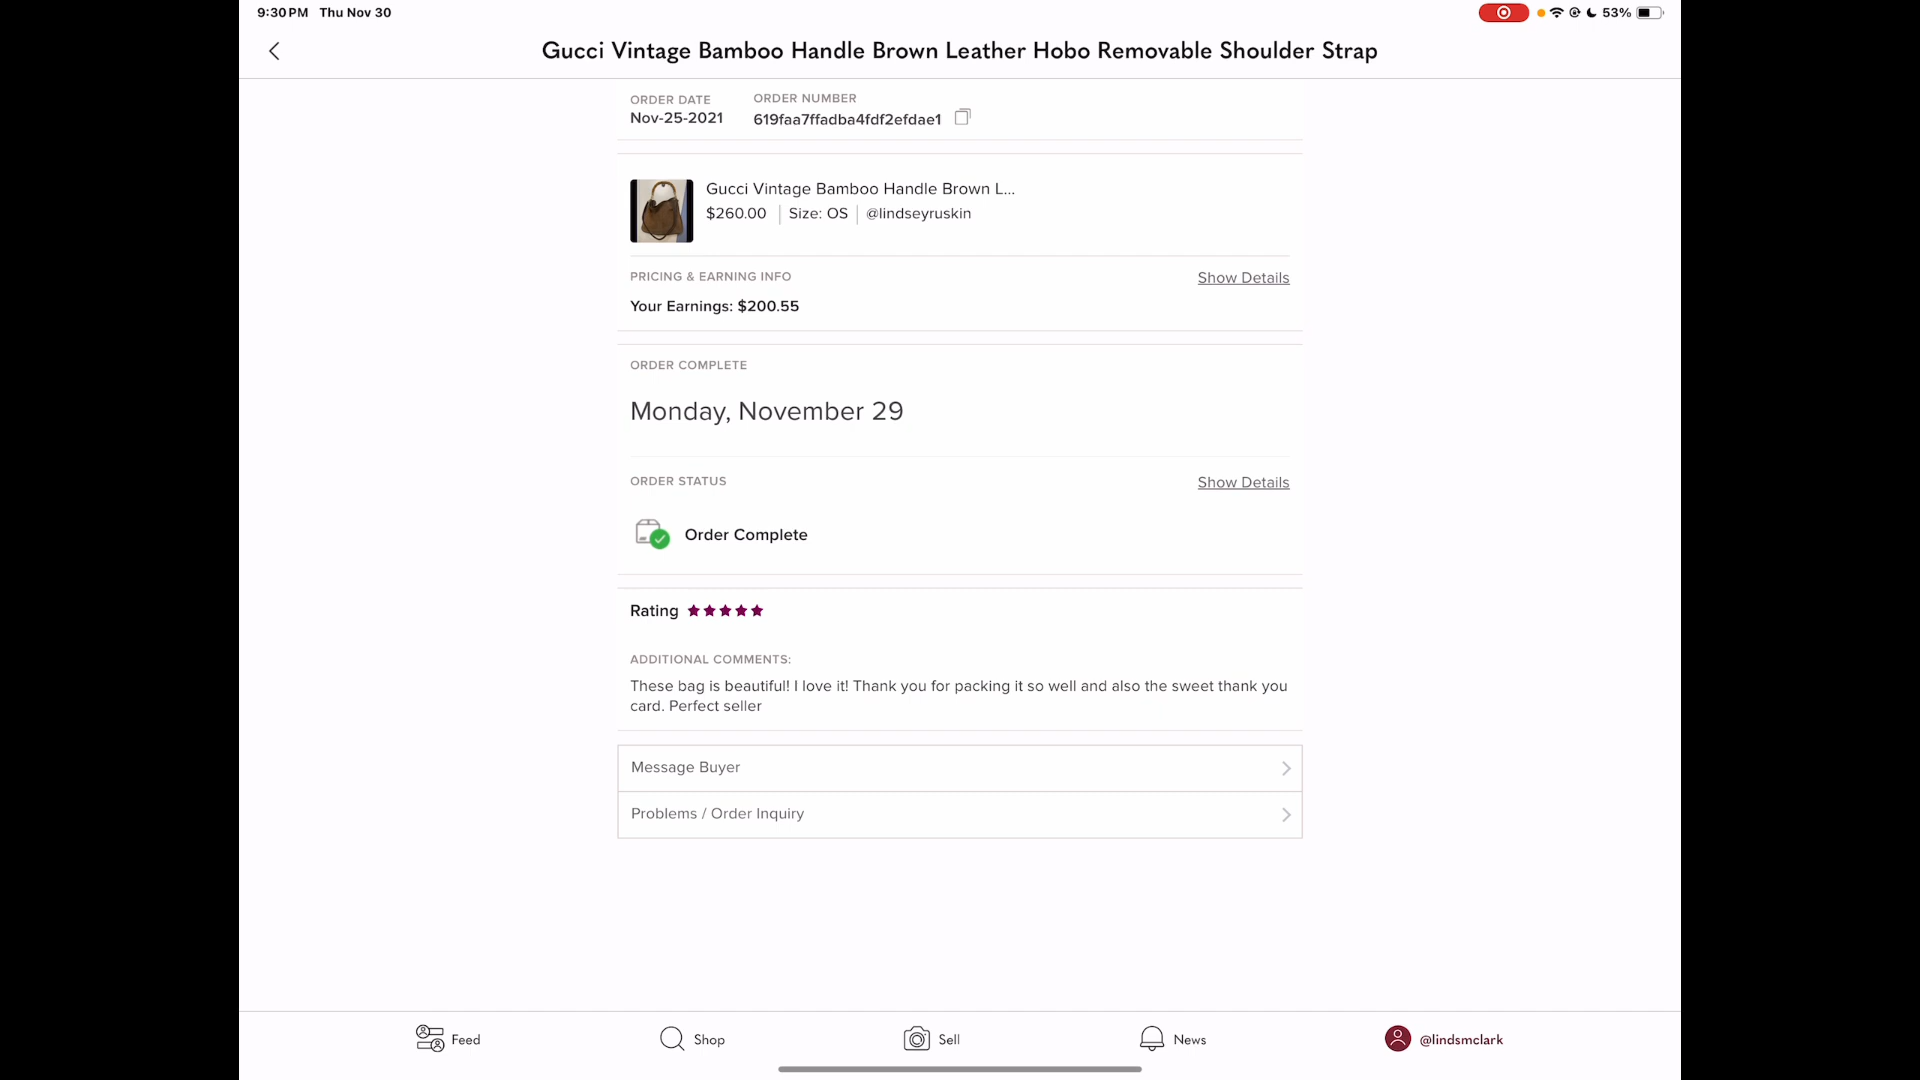 9:30 PM Thu Nov 30
53%
Gucci Vintage Bamboo Handle Brown Leather Hobo Removable Shoulder Strap
ORDER DATE
Nov-25-2021
ORDER NUMBER
619faa7ffadba4fdf2efdae1
Gucci Vintage Bamboo Handle Brown L...
$260.00 Size: OS @lindseyruskin
PRICING & EARNING INFO
Show Details
Your Earnings: $200.55
ORDER COMPLETE
Monday, November 29
ORDER STATUS
Show Details
Order Complete
Rating
ADDITIONAL COMMENTS:
These bag is beautiful! I love it! Thank you for packing it so well and also the sweet thank you
card. Perfect seller
Message Buyer
Problems / Order Inquiry
Feed
Shop
Sell
News
@lindsmclark